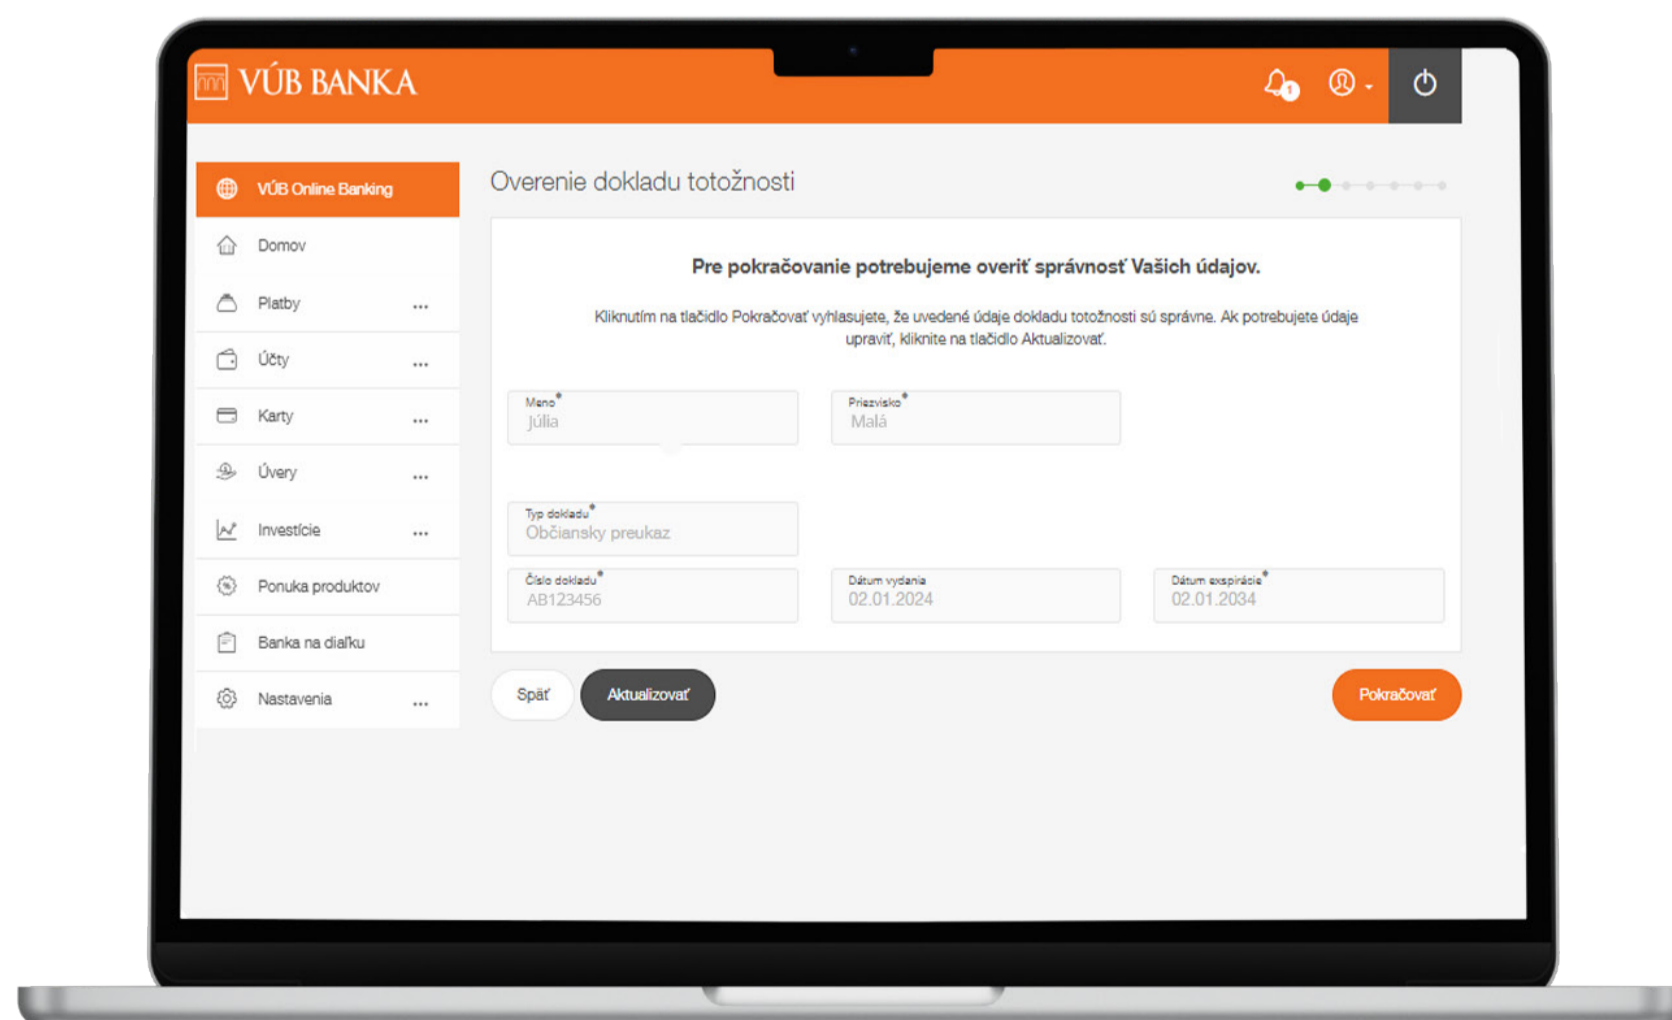 VÚB BANKA
1
VÚB Online Banking
Domov
Platby
Účty
Karty
Úvery
Investície
Ponuka produktov
Banka na diaľku
Nastavenia
Overenie dokladu totožnosti
Pre pokračovanie potrebujeme overiť správnosť Vašich údajov.
Kliknutím na tlačidlo Pokračovať vyhlasujete, že uvedené údaje dokladu totožnosti sú správne. Ak potrebujete údaje
upraviť, kliknite na tlačidlo Aktualizovať.
Meno*
Júlia
Priezvisko*
Malá
Typ dokladu*
Občiansky preukaz
Číslo dokladu*
AB123456
Dátum vydania
02.01.2024
Dátum exspirácie*
02.01.2034
Späť
Aktualizovať
Pokračovať